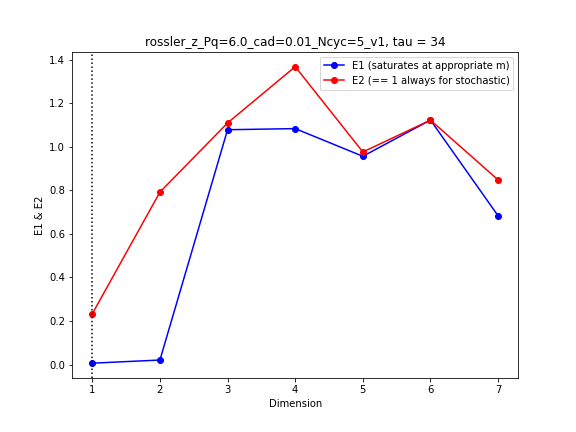 rossler_z_Pq=6.0_cad=0.01_Ncyc=5_v1, tau = 34
E1 (saturates at appropriate m)
E2 (== 1 always for stochastic)
1.4
1.2
1.0
0.8
0.6
0.4
0.2
0.0
E1 & E2
1 2 3 4 5 6 7
Dimension